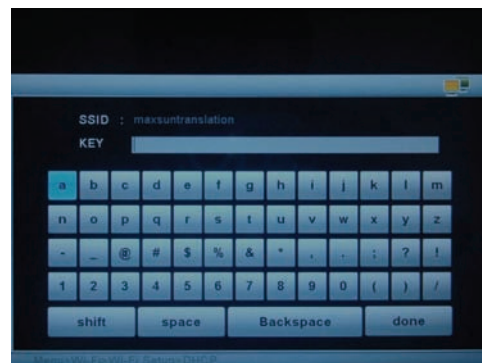 SSID : maxsuntranslation
KEY
a b c d e f g h i j k l m
n o p q r s t u v w x y z
- _ @ # $ % & * , . ; ? !
1 2 3 4 5 6 7 8 9 0 ( ) /
shift space Backspace done